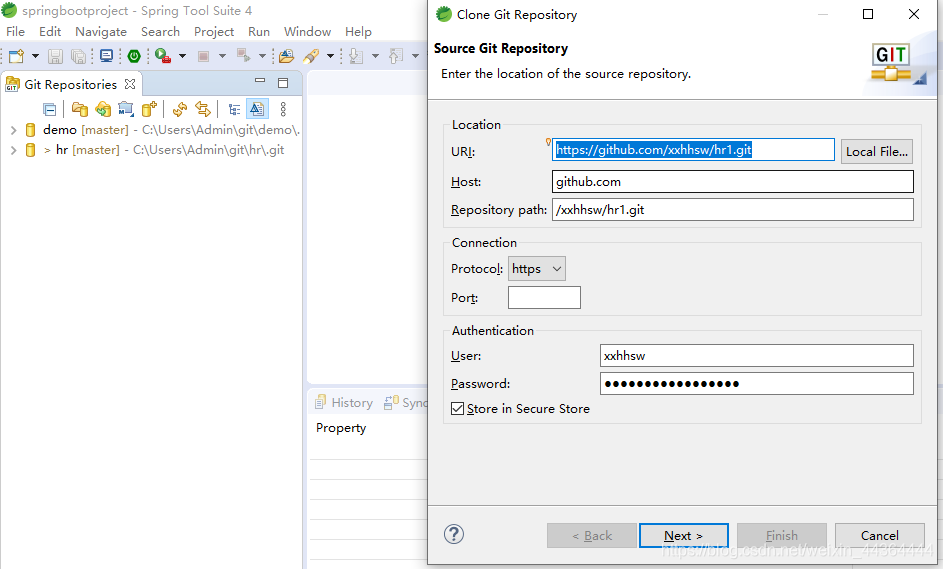 springbootproject - Spring Tool Suite 4
File Edit Navigate Search Project Run Window Help
Git Repositories
demo [master] - C:\Users\Admin\git\demo\.
> hr [master] - C:\Users\Admin\git\hr\.git
History Sync
Property
Clone Git Repository
Source Git Repository
Enter the location of the source repository.
GIT
Location
URI: https://github.com/xxhhsw/hr1.git Local File...
Host: github.com
Repository path: /xxhhsw/hr1.git
Connection
Protocol: https
Port:
Authentication
User: xxhhsw
Password: ●●●●●●●●●●●●●●●●●
Store in Secure Store
? < Back Next > Finish Cancel
https://blog.csdn.net/weixin_44364444